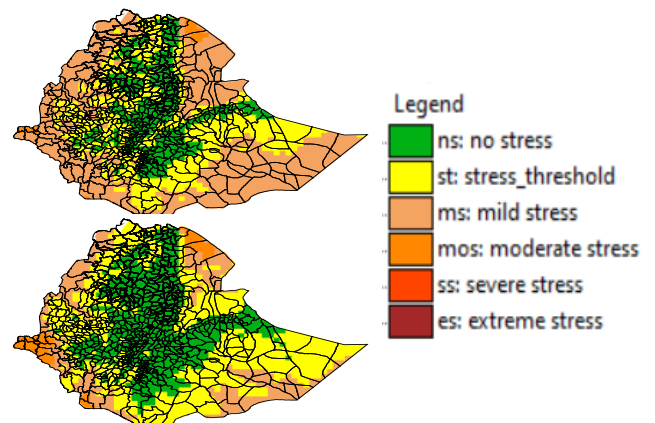 Legend
ns: no stress
st: stress_threshold
ms: mild stress
mos: moderate stress
ss: severe stress
es: extreme stress